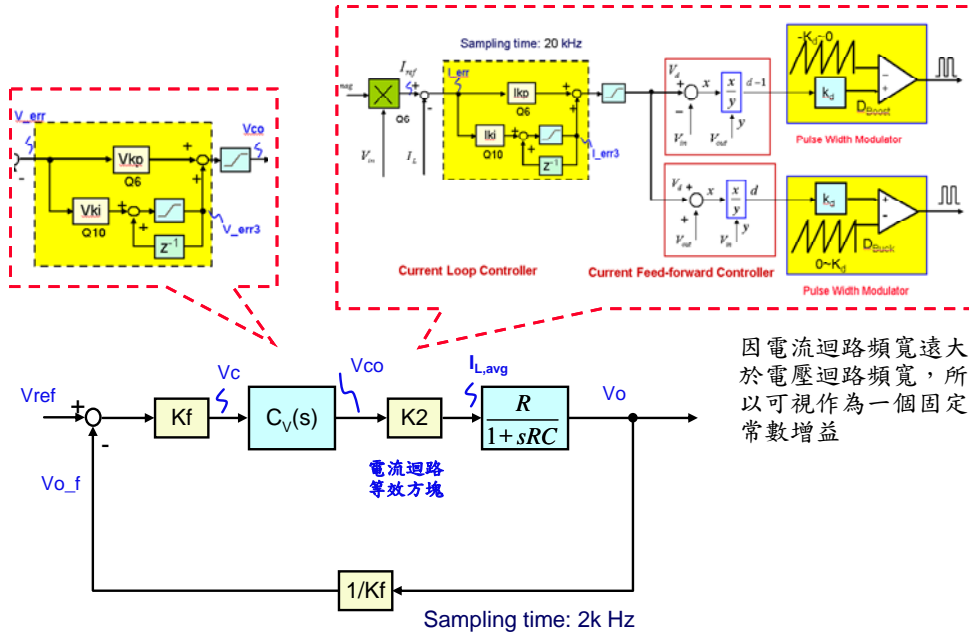 Sampling time: 20 kHz
V_err
Vco
-
Vkp
Q6
+
+
Vki
Q10
+
+
z⁻¹
V_err3
I_ref
I_err
+
-
Q6
V_in
I_L
Ikp
Q6
+
+
Iki
Q10
+
+
z⁻¹
I_err3
Current Loop Controller
V_d
+
-
x
x/y
d-1
V_in
V_out
y
V_d
+
+
x
x/y
d
V_out
V_in
y
Current Feed-forward Controller
-K_d~0
k_d
-
+
D_Boost
Pulse Width Moduletor
k_d
+
-
D_Buck
0~K_d
Pulse Width Modulator
因電流迴路頻寬遠大
於電壓迴路頻寬，所
以可視作為一個固定
常數增益
Vref
+
-
Kf
Vc
C_V(s)
Vco
K2
電流迴路
等效方塊
I_L,avg
R
1+sRC
Vo
Vo_f
1/Kf
Sampling time: 2k Hz